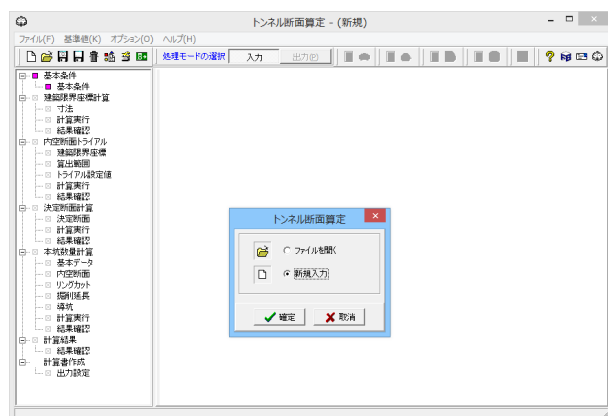 トンネル断面算定 - (新規)
ファイル(F) 基準値(K) オプション(O) ヘルプ(H)
処理モードの選択 入力 出力(P)
基本条件
基本条件
建築限界座標計算
寸法
計算実行
結果確認
内空断面トライアル
建築限界座標
算出範囲
トライアル設定値
計算実行
結果確認
決定断面計算
決定断面
計算実行
結果確認
本坑数量計算
基本データ
内空断面
リングカット
掘削延長
導坑
計算実行
結果確認
計算結果
結果確認
計算書作成
出力設定
トンネル断面算定
ファイルを開く
新規入力
確定 取消